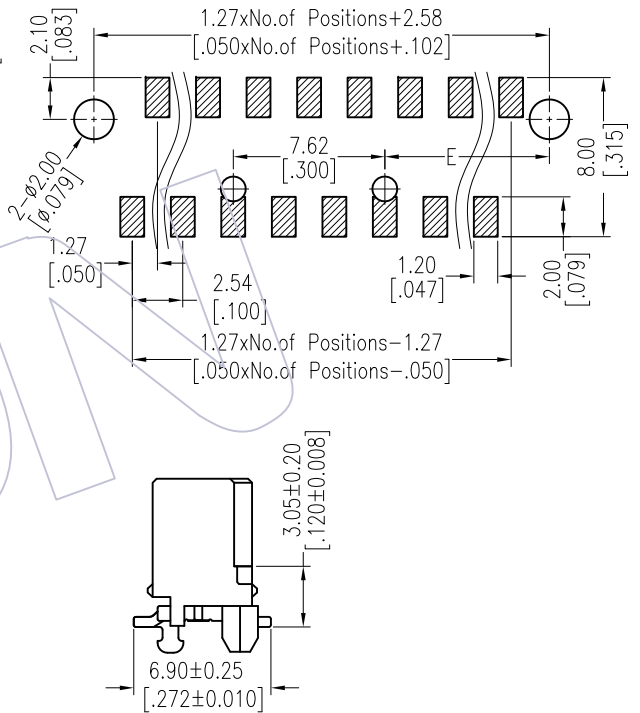 1.27xNo.of Positions+2.58
[.050xNo.of Positions+.102]
2.10
[.083]
7.62
[.300]
E
8.00
[.315]
2-ø2.00
[ø.079]
1.27
[.050]
2.54
[.100]
1.20
[.047]
2.00
[.079]
1.27xNo.of Positions-1.27
[.050xNo.of Positions-.050]
3.05±0.20
[.120±0.008]
6.90±0.25
[.272±0.010]